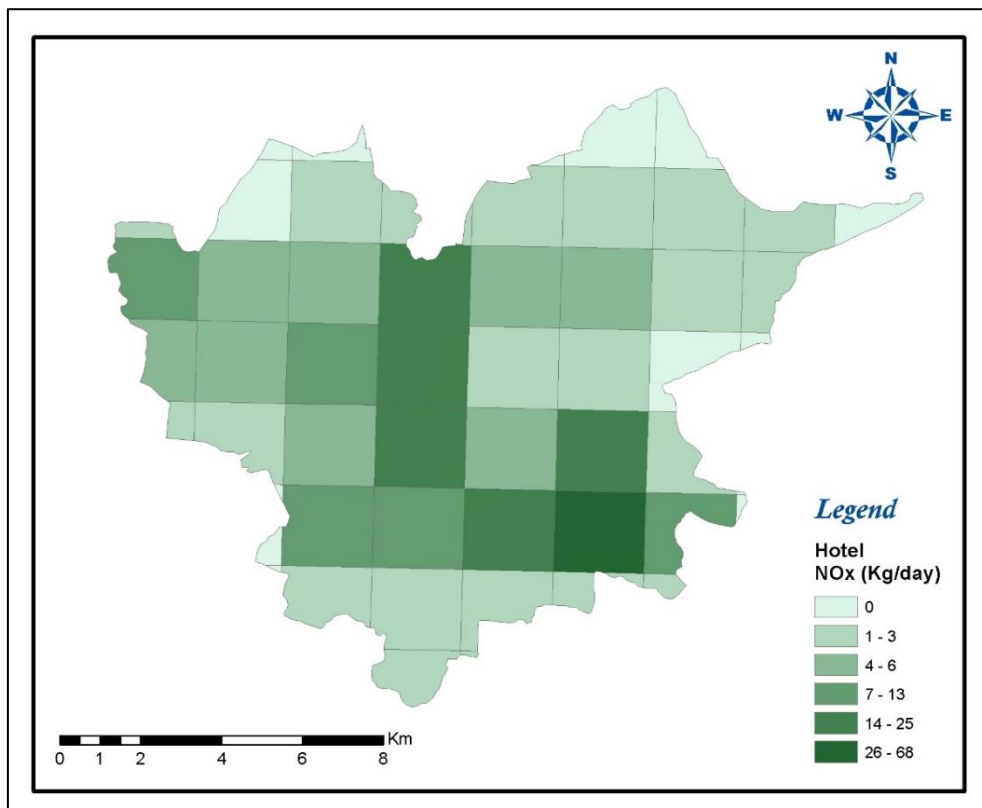 N
W E
S
Legend
Hotel
NOx (Kg/day)
0
1 - 3
4 - 6
7 - 13
14 - 25
26 - 68
Km
0 1 2 4 6 8